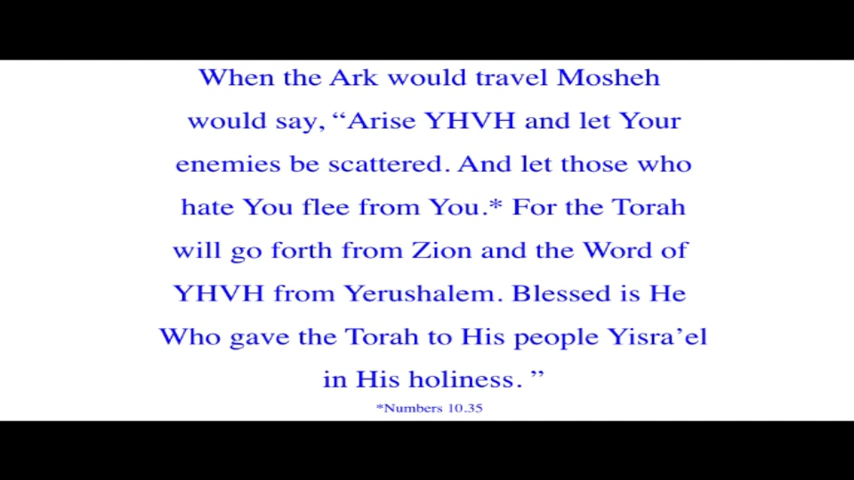 When the Ark would travel Mosheh
would say, “Arise YHVH and let Your
enemies be scattered. And let those who
hate You flee from You.* For the Torah
will go forth from Zion and the Word of
YHVH from Yerushalem. Blessed is He
Who gave the Torah to His people Yisra’el
in His holiness. ”
*Numbers 10.35